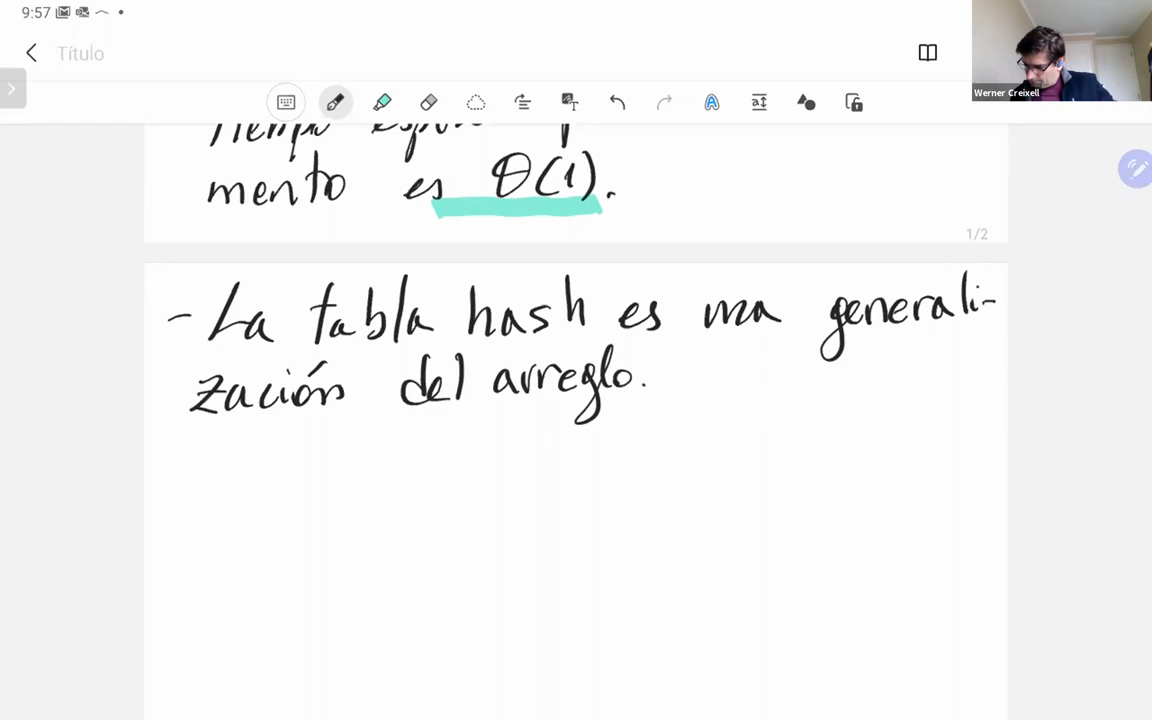 9:57
Título
Werner Creixell
Tiempo
mento es Θ(1).
1/2
- La tabla hash es una generali-
zación del arreglo.